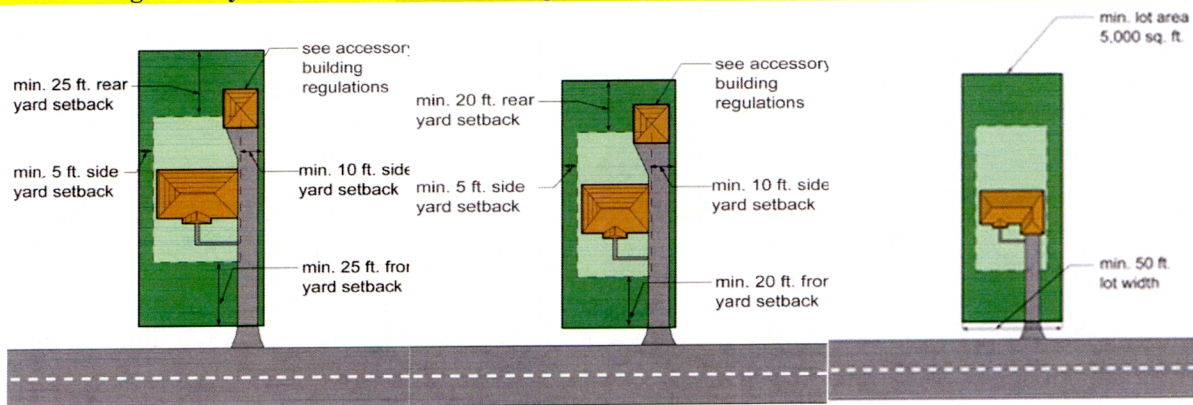 see accessory
building
regulations
min. 25 ft. rear
yard setback
min. 5 ft. side
yard setback
min. 10 ft. side
yard setback
min. 25 ft. fron
yard setback
see accessory
building
regulations
min. 20 ft. rear
yard setback
min. 5 ft. side
yard setback
min. 10 ft. side
yard setback
min. 20 ft. fron
yard setback
min. lot area
5,000 sq. ft.
min. 50 ft.
lot width